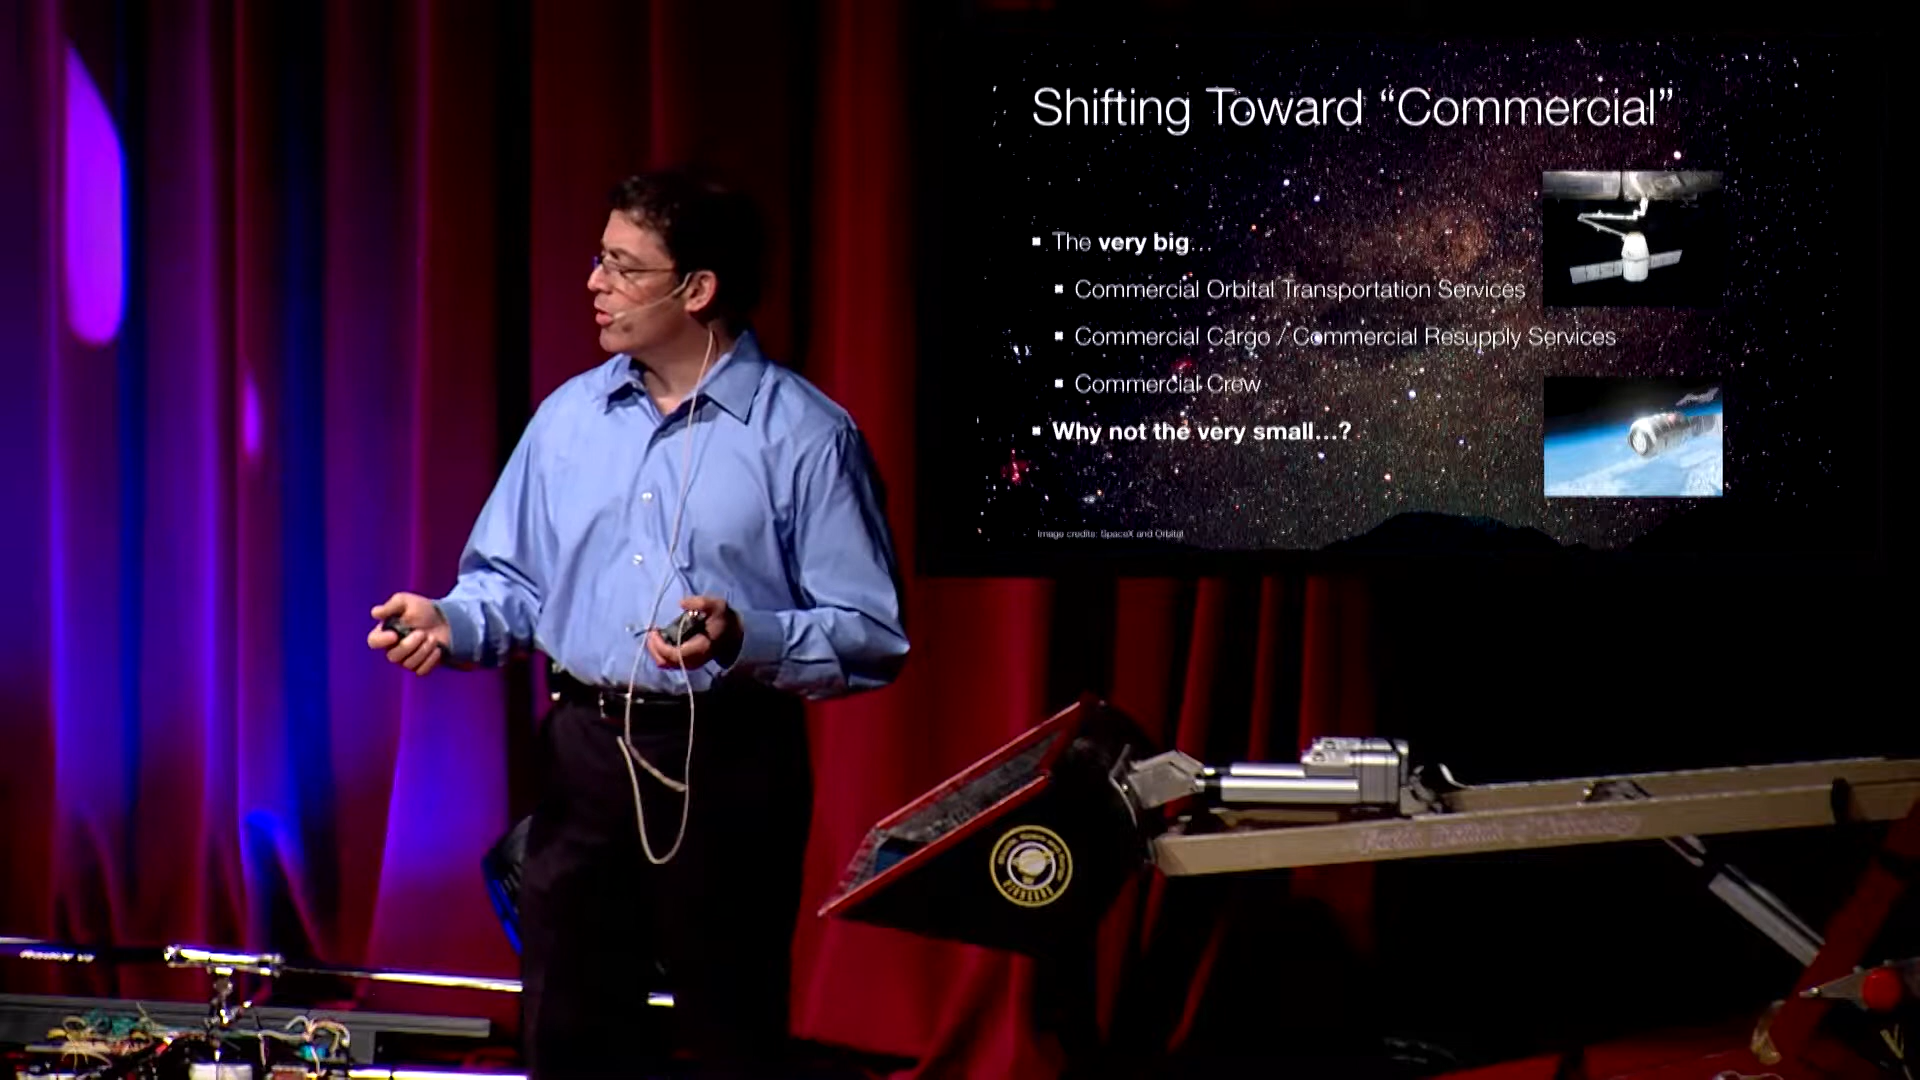 Shifting Toward “Commercial”
▪ The very big…
▪ Commercial Orbital Transportation Services
▪ Commercial Cargo / Commercial Resupply Services
▪ Commercial Crew
▪ Why not the very small…?
Image credits: SpaceX and Orbital